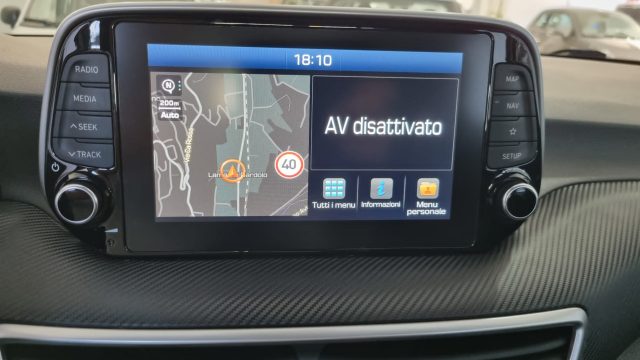 18:10
RADIO
MEDIA
SEEK
TRACK
N
200m
Auto
40
AV disattivato
Tutti i menu
Informazioni
Menu
personale
MAP
NAV
SETUP